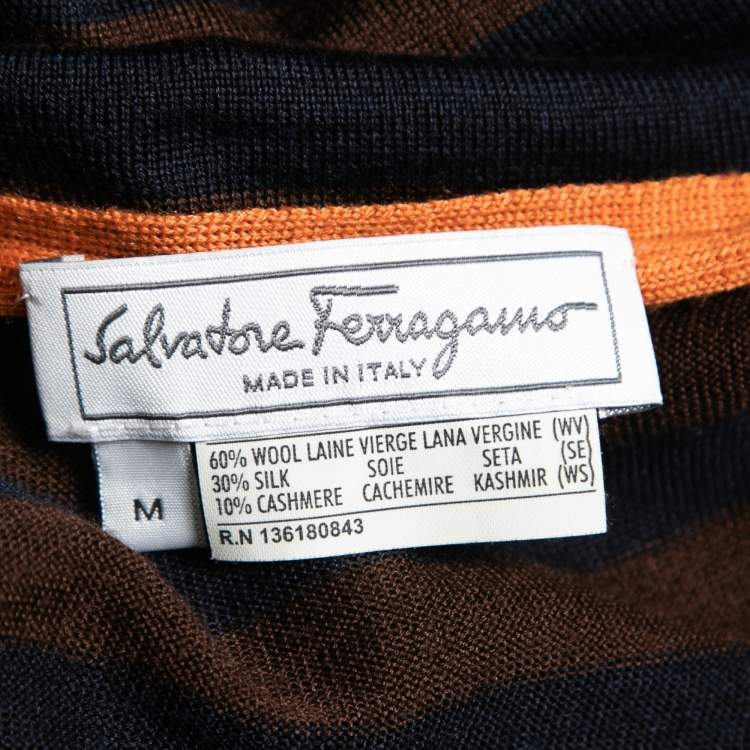 Salvatore Ferragamo
MADE IN ITALY
M
60% WOOL LAINE VIERGE LANA VERGINE (WV)
30% SILK SOIE SETA (SE)
10% CASHMERE CACHEMIRE KASHMIR (WS)
R.N 136180843